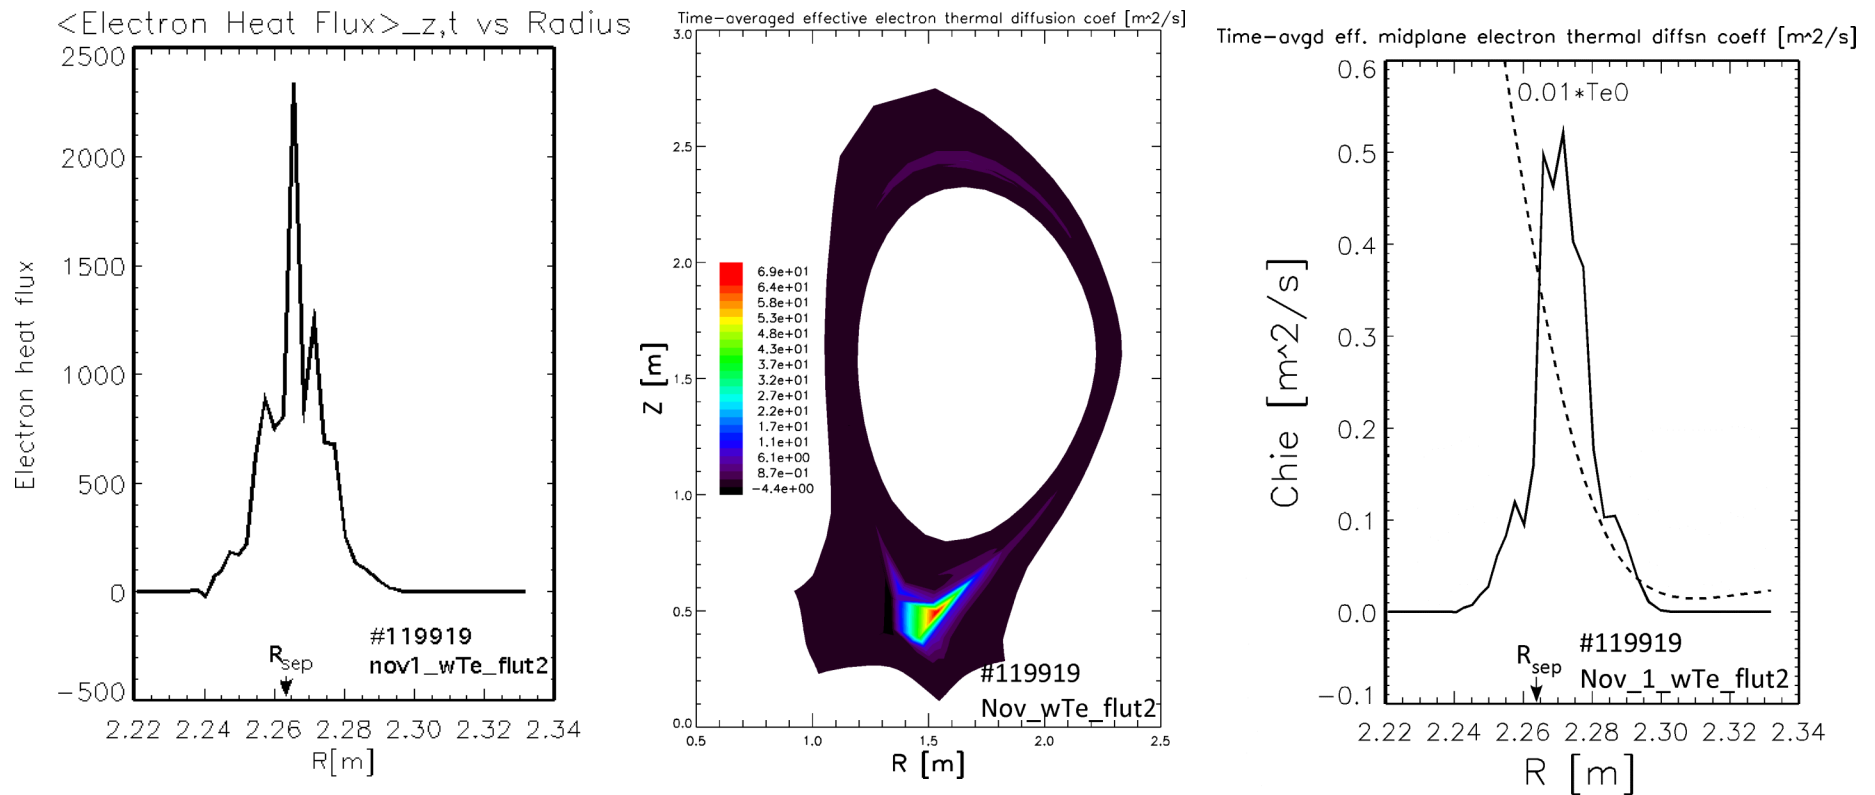 <Electron Heat Flux>_z,t vs Radius
2500
2000
1500
1000
500
0
-500
Electron heat flux
#119919
nov1_wTe_flut2
Rsep
2.22 2.24 2.26 2.28 2.30 2.32 2.34
R[m]
Time-averaged effective electron thermal diffusion coef [m^2/s]
3.0
2.5
2.0
1.5
1.0
0.5
0.0
Z [m]
6.9e+01
6.4e+01
5.8e+01
5.3e+01
4.8e+01
4.3e+01
3.7e+01
3.2e+01
2.7e+01
2.2e+01
1.7e+01
1.1e+01
6.1e+00
8.7e-01
-4.4e+00
#119919
Nov_wTe_flut2
0.5 1.0 1.5 2.0 2.5
R [m]
Time-avgd eff. midplane electron thermal diffsn coeff [m^2/s]
0.6
0.5
0.4
0.3
0.2
0.1
0.0
-0.1
Chie [m^2/s]
0.01*Te0
Rsep
#119919
Nov_1_wTe_flut2
2.22 2.24 2.26 2.28 2.30 2.32 2.34
R [m]